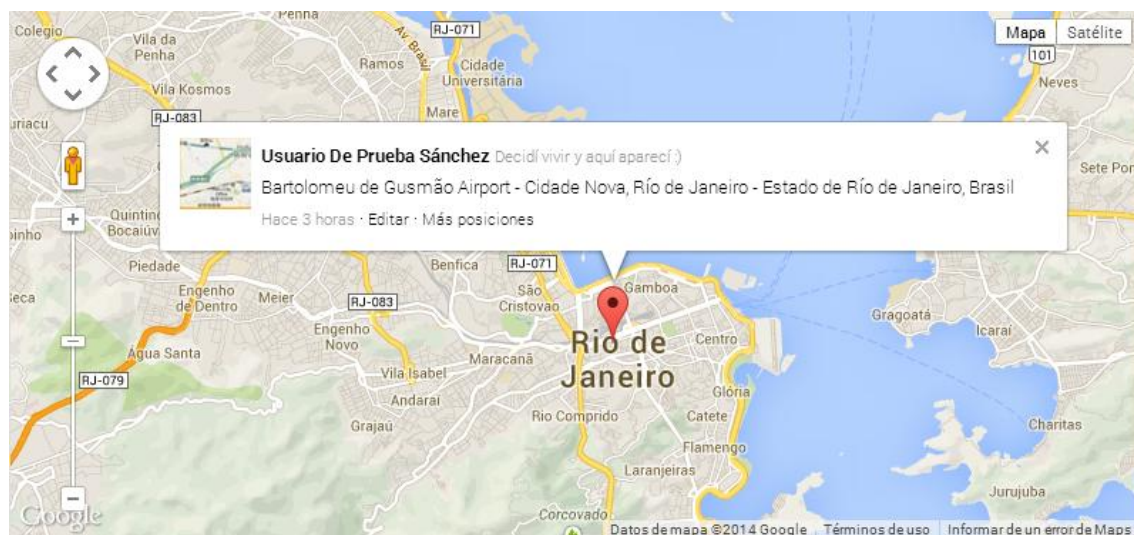 Penha
RJ-071
Mapa
Satélite
Colegio
Vila da
Penha
Av Brasil
Ramos
Cidade
Universitária
101
Neves
Vila Kosmos
Mare
RJ-083
Usuario De Prueba Sánchez Decidí vivir y aquí aparecí :)
×
Bartolomeu de Gusmão Airport - Cidade Nova, Río de Janeiro - Estado de Río de Janeiro, Brasil
Hace 3 horas · Editar · Más posiciones
Piedade
Benfica
RJ-071
Engenho
de Dentro
Meier
RJ-083
São
Cristovao
Gamboa
Gragoatá
Icaraí
Engenho
Novo
Rio de
Janeiro
Centro
Água Santa
Maracanã
Vila Isabel
RJ-079
Andarai
Glória
Grajaú
Rio Comprido
Catete
Charitas
Flamengo
Laranjeiras
Jurujuba
Google
Corcovado
Datos de mapa ©2014 Google
Términos de uso
Informar de un error de Maps